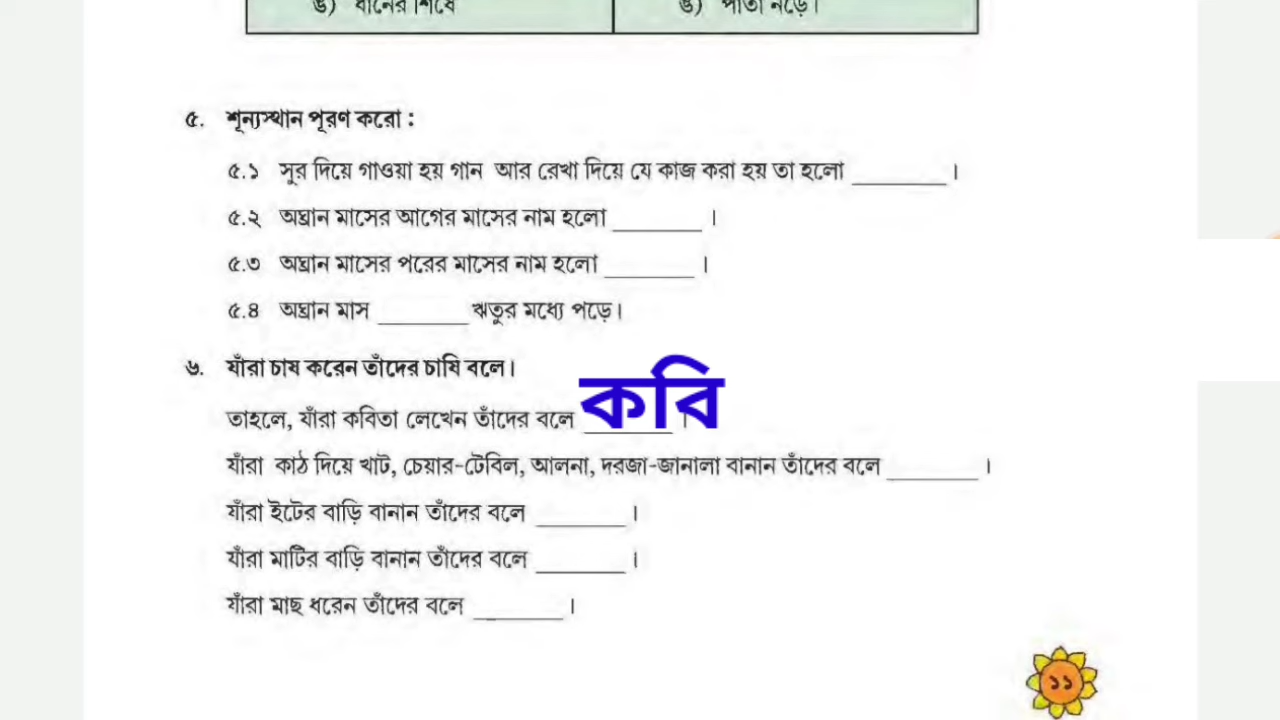 ঙ) ধানের শিষে ঙ) পাতা নড়ে।
৫. শূন্যস্থান পূরণ করো :
৫.১ সুর দিয়ে গাওয়া হয় গান আর রেখা দিয়ে যে কাজ করা হয় তা হলো ________ ।
৫.২ অঘ্রান মাসের আগের মাসের নাম হলো ________ ।
৫.৩ অঘ্রান মাসের পরের মাসের নাম হলো ________ ।
৫.৪ অঘ্রান মাস ________ ঋতুর মধ্যে পড়ে।
৬. যাঁরা চাষ করেন তাঁদের চাষি বলে।
তাহলে, যাঁরা কবিতা লেখেন তাঁদের বলে কবি ।
যাঁরা কাঠ দিয়ে খাট, চেয়ার-টেবিল, আলনা, দরজা-জানালা বানান তাঁদের বলে ________ ।
যাঁরা ইটের বাড়ি বানান তাঁদের বলে ________ ।
যাঁরা মাটির বাড়ি বানান তাঁদের বলে ________ ।
যাঁরা মাছ ধরেন তাঁদের বলে ________ ।
১১